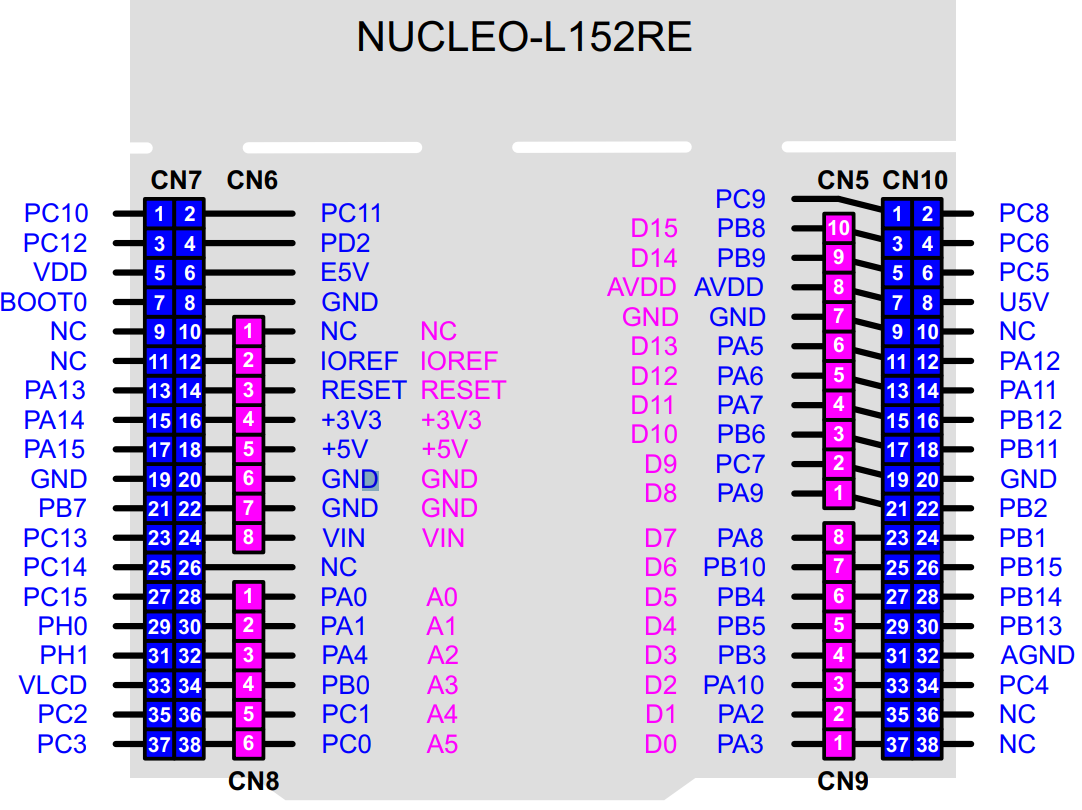 NUCLEO-L152RE
CN7 CN6 CN5 CN10
PC9
PC10 1 2 PC11 1 2 PC8
D15 PB8 10
PC12 3 4 PD2 3 4 PC6
D14 PB9 9
VDD 5 6 E5V 5 6 PC5
AVDD AVDD 8
BOOT0 7 8 GND 7 8 U5V
GND GND 7
NC 9 10 1 NC NC 9 10 NC
D13 PA5 6
NC 11 12 2 IOREF IOREF 11 12 PA12
D12 PA6 5
PA13 13 14 3 RESET RESET 13 14 PA11
D11 PA7 4
PA14 15 16 4 +3V3 +3V3 15 16 PB12
D10 PB6 3
PA15 17 18 5 +5V +5V 17 18 PB11
D9 PC7 2
GND 19 20 6 GND GND 19 20 GND
D8 PA9 1
PB7 21 22 7 GND GND 21 22 PB2
PC13 23 24 8 VIN VIN D7 PA8 8 23 24 PB1
PC14 25 26 NC D6 PB10 7 25 26 PB15
PC15 27 28 1 PA0 A0 D5 PB4 6 27 28 PB14
PH0 29 30 2 PA1 A1 D4 PB5 5 29 30 PB13
PH1 31 32 3 PA4 A2 D3 PB3 4 31 32 AGND
VLCD 33 34 4 PB0 A3 D2 PA10 3 33 34 PC4
PC2 35 36 5 PC1 A4 D1 PA2 2 35 36 NC
PC3 37 38 6 PC0 A5 D0 PA3 1 37 38 NC
CN8 CN9